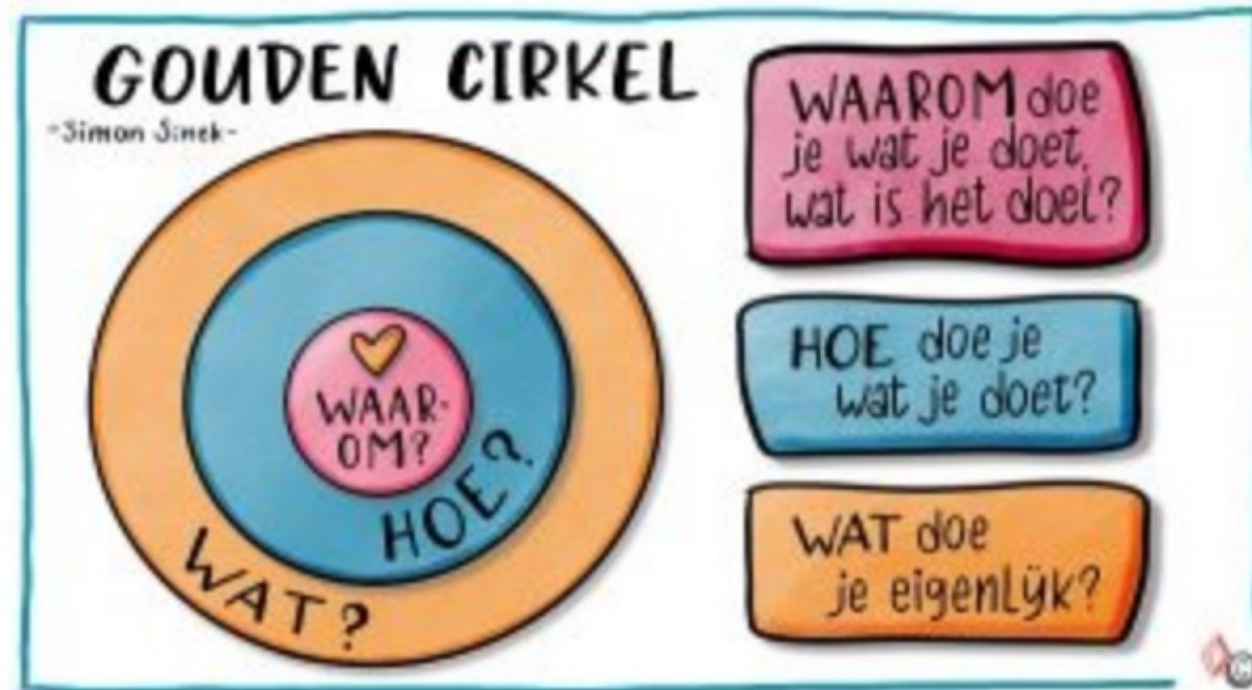 GOUDEN CIRKEL
-Simon Sinek-
WAAR-
OM?
HOE?
WAT?
WAAROM doe
je wat je doet,
wat is het doel?
HOE doe je
wat je doet?
WAT doe
je eigenlijk?
©